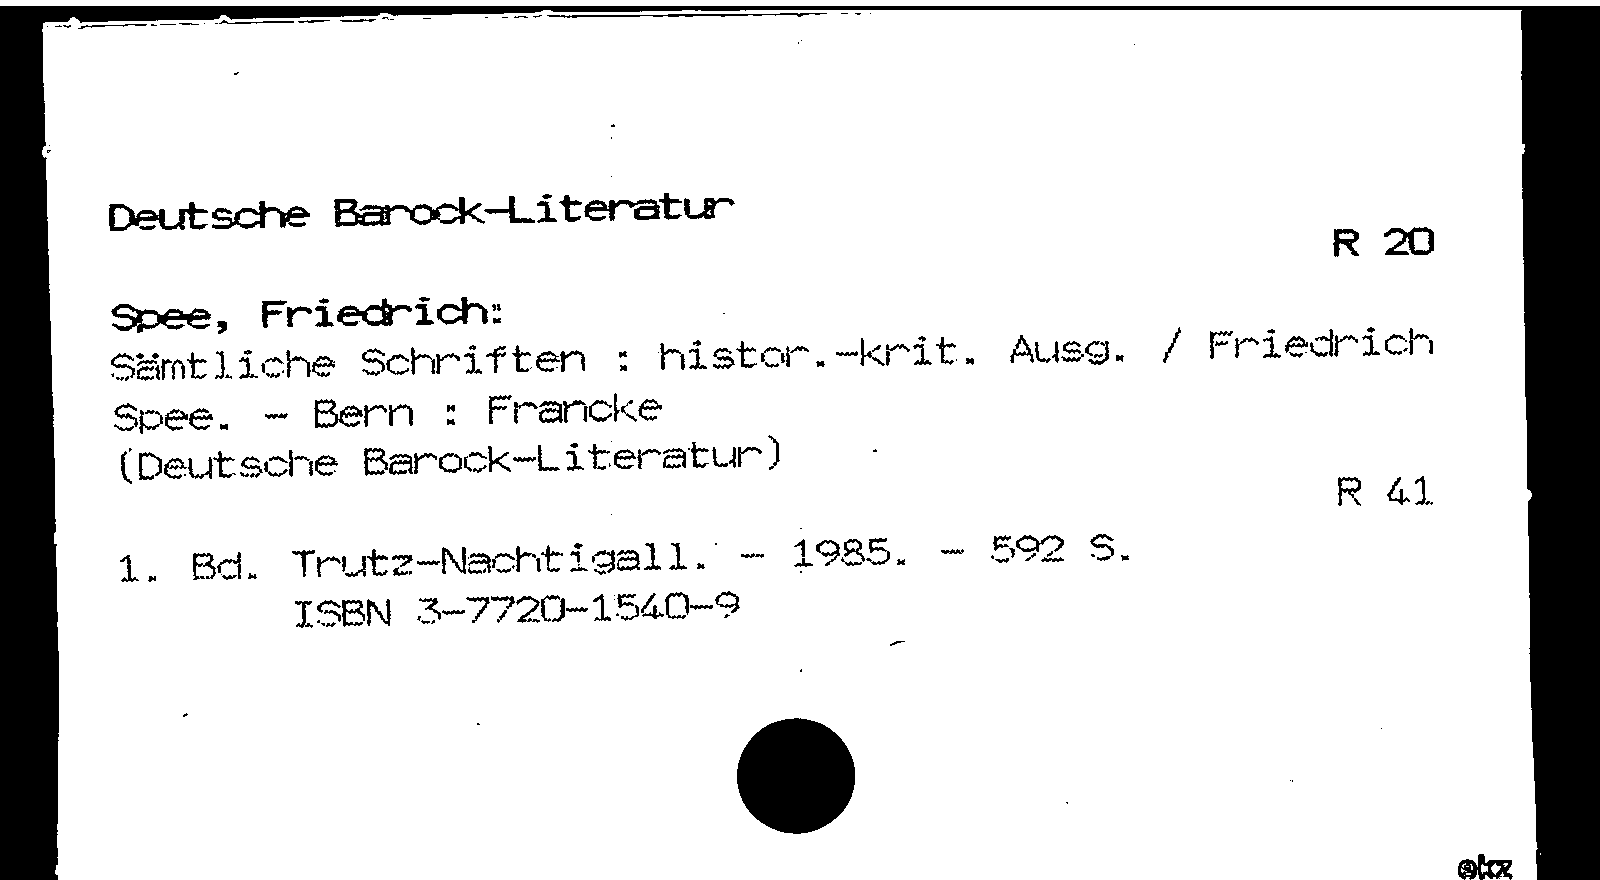 Deutsche Barock-Literatur
R 20
Spee, Friedrich:
Sämtliche Schriften : histor.-krit. Ausg. / Friedrich
Spee. - Bern : Francke
(Deutsche Barock-Literatur)
R 41
1. Bd. Trutz-Nachtigall. - 1985. - 592 S.
ISBN 3-7720-1540-9
ekz